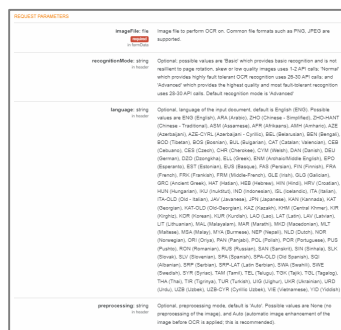 REQUEST PARAMETERS
imageFile: file
required
in formData
Image file to perform OCR on. Common file formats such as PNG, JPEG are
supported.
recognitionMode: string
in header
Optional, possible values are 'Basic' which provides basic recognition and is not
resillient to page rotation, skew or low quality images uses 1-2 API calls; 'Normal'
which provides highly fault tolerant OCR recognition uses 26-30 API calls; and
'Advanced' which provides the highest quality and most fault-tolerant recognition
uses 28-30 API calls. Default recognition mode is 'Advanced'
language: string
in header
Optional, language of the input document, default is English (ENG). Possible
values are ENG (English), ARA (Arabic), ZHO (Chinese - Simplified), ZHO-HANT
(Chinese - Traditional), ASM (Assamese), AFR (Afrikaans), AMH (Amharic), AZE
(Azerbaijani), AZE-CYRL (Azerbaijani - Cyrillic), BEL (Belarusian), BEN (Bengali),
BOD (Tibetan), BOS (Bosnian), BUL (Bulgarian), CAT (Catalan; Valencian), CEB
(Cebuano), CES (Czech), CHR (Cherokee), CYM (Welsh), DAN (Danish), DEU
(German), DZO (Dzongkha), ELL (Greek), ENM (Archaic/Middle English), EPO
(Esperanto), EST (Estonian), EUS (Basque), FAS (Persian), FIN (Finnish), FRA
(French), FRK (Frankish), FRM (Middle-French), GLE (Irish), GLG (Galician),
GRC (Ancient Greek), HAT (Hatian), HEB (Hebrew), HIN (Hindi), HRV (Croatian),
HUN (Hungarian), IKU (Inuktitut), IND (Indonesian), ISL (Icelandic), ITA (Italian),
ITA-OLD (Old - Italian), JAV (Javanese), JPN (Japanese), KAN (Kannada), KAT
(Georgian), KAT-OLD (Old-Georgian), KAZ (Kazakh), KHM (Central Khmer), KIR
(Kirghiz), KOR (Korean), KUR (Kurdish), LAO (Lao), LAT (Latin), LAV (Latvian),
LIT (Lithuanian), MAL (Malayalam), MAR (Marathi), MKD (Macedonian), MLT
(Maltese), MSA (Malay), MYA (Burmese), NEP (Nepali), NLD (Dutch), NOR
(Norwegian), ORI (Oriya), PAN (Panjabi), POL (Polish), POR (Portuguese), PUS
(Pushto), RON (Romanian), RUS (Russian), SAN (Sanskrit), SIN (Sinhala), SLK
(Slovak), SLV (Slovenian), SPA (Spanish), SPA-OLD (Old Spanish), SQI
(Albanian), SRP (Serbian), SRP-LAT (Latin Serbian), SWA (Swahili), SWE
(Swedish), SYR (Syriac), TAM (Tamil), TEL (Telugu), TGK (Tajik), TGL (Tagalog),
THA (Thai), TIR (Tigrinya), TUR (Turkish), UIG (Uighur), UKR (Ukrainian), URD
(Urdu), UZB (Uzbek), UZB-CYR (Cyrillic Uzbek), VIE (Vietnamese), YID (Yiddish)
preprocessing: string
in header
Optional, preprocessing mode, default is 'Auto'. Possible values are None (no
preprocessing of the image), and Auto (automatic image enhancement of the
image before OCR is applied; this is recommended).